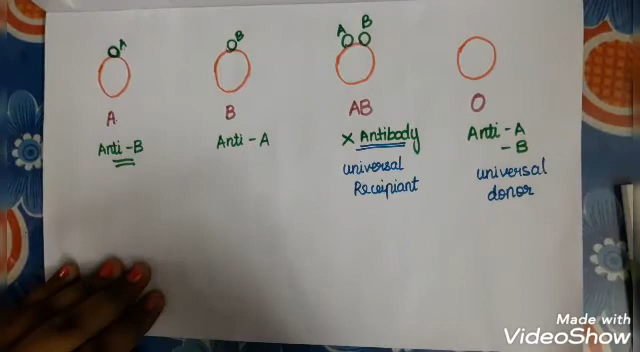 A
B
A B
A
B
AB
O
Anti-B
Anti-A
X Antibody
Anti-A
-B
universal
Receipiant
universal
donor
Made with
VideoShow